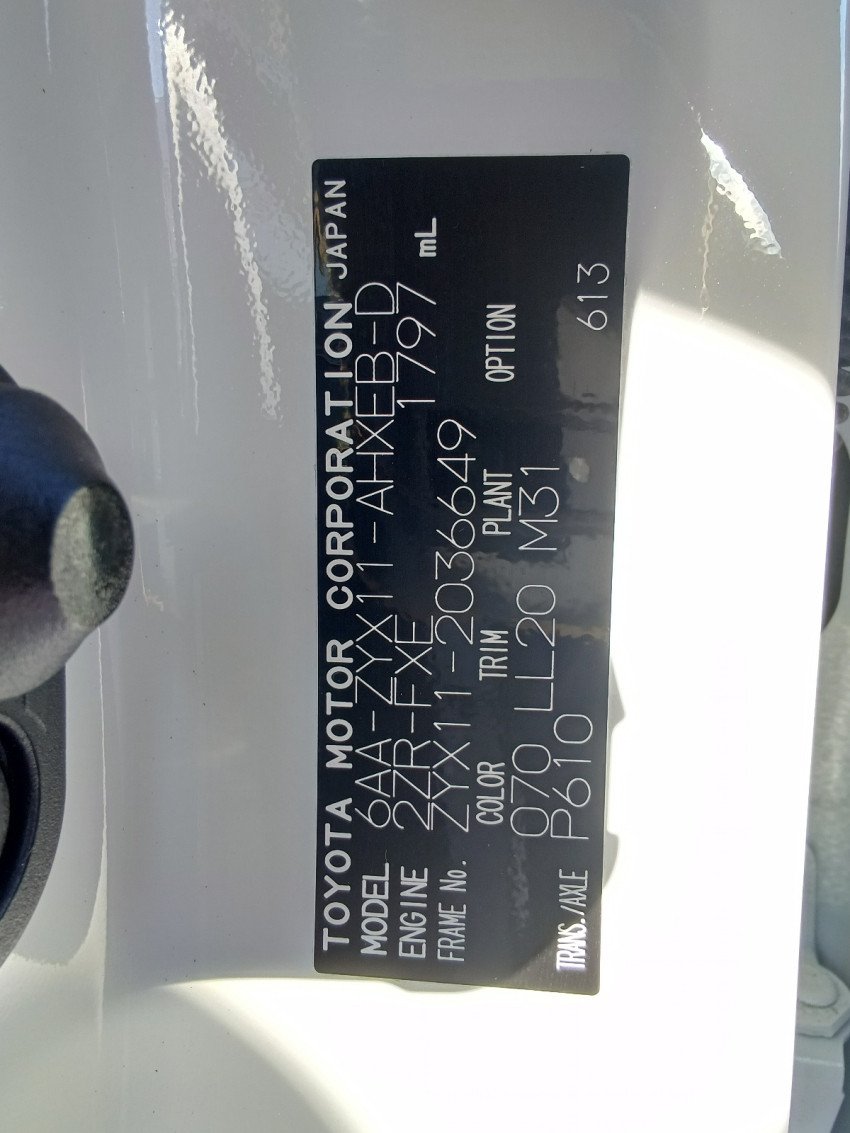 TOYOTA MOTOR CORPORATION JAPAN
MODEL 6AA-ZYX11-AHXEB-D
ENGINE 2ZR-FXE 1797 mL
FRAME No. ZYX11-2036649
COLOR TRIM PLANT OPTION
070 LL20 M31
TRANS./AXLE P610 613